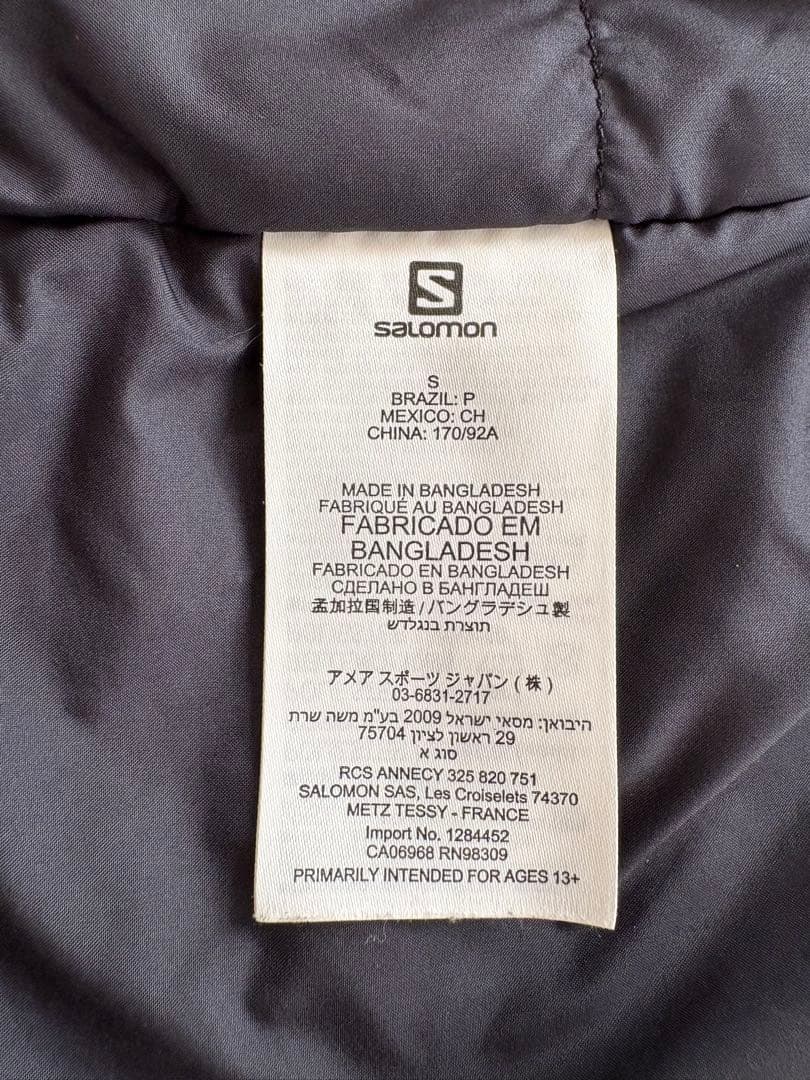 S
salomon
S
BRAZIL: P
MEXICO: CH
CHINA: 170/92A
MADE IN BANGLADESH
FABRIQUÉ AU BANGLADESH
FABRICADO EM
BANGLADESH
FABRICADO EN BANGLADESH
СДЕЛАНО В БАНГЛАДЕШ
孟加拉国制造 / バングラデシュ製
תוצרת בנגלדש
アメア スポーツ ジャパン ( 株 )
03-6831-2717
היבואן: מסאי ישראל 2009 בע"מ משה שרת
29 ראשון לציון 75704
סוג א
RCS ANNECY 325 820 751
SALOMON SAS, Les Croiselets 74370
METZ TESSY - FRANCE
Import No. 1284452
CA06968 RN98309
PRIMARILY INTENDED FOR AGES 13+